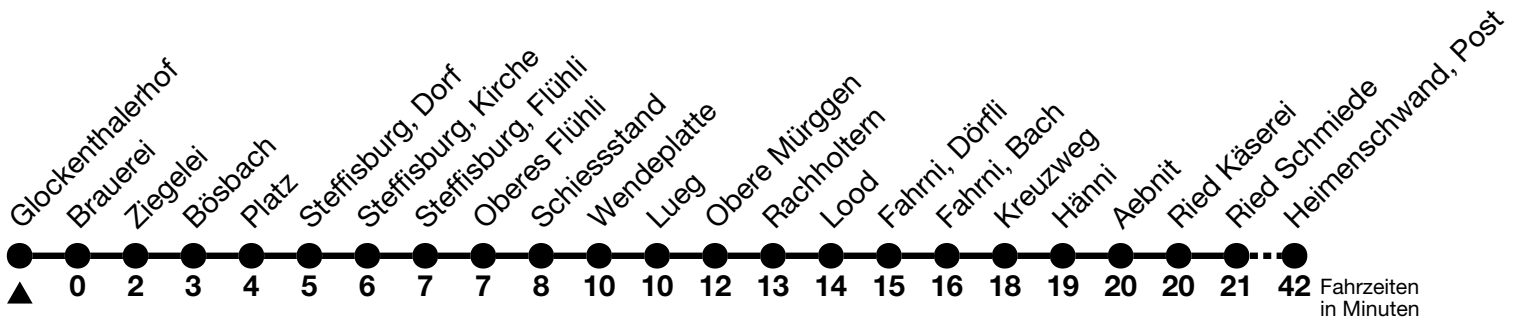 Glockenthalerhof
Brauerei
Ziegelei
Bösbach
Platz
Steffisburg, Dorf
Steffisburg, Kirche
Steffisburg, Flühli
Oberes Flühli
Schiessstand
Wendeplatte
Lueg
Obere Mürggen
Rachholtern
Lood
Fahrni, Dörfli
Fahrni, Bach
Kreuzweg
Hänni
Aebnit
Ried Käserei
Ried Schmiede
Heimenschwand, Post
0 2 3 4 5 6 7 7 8 10 10 12 13 14 15 16 18 19 20 20 21 42 Fahrzeiten
in Minuten